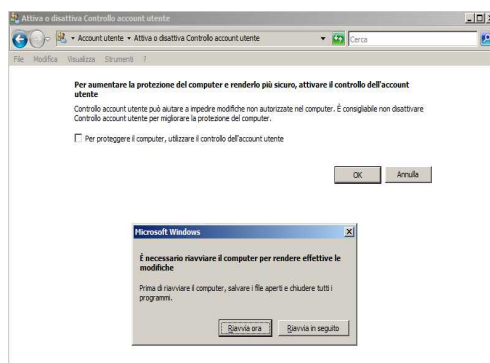 Attiva o disattiva Controllo account utente
Account utente Attiva o disattiva Controllo account utente
Cerca
File Modifica Visualizza Strumenti ?
Per aumentare la protezione del computer e renderlo più sicuro, attivare il controllo dell'account
utente
Controllo account utente può aiutare a impedire modifiche non autorizzate nel computer. È consigliabile non disattivare
Controllo account utente per migliorare la protezione del computer.
Per proteggere il computer, utilizzare il controllo dell'account utente
OK Annulla
Microsoft Windows
È necessario riavviare il computer per rendere effettive le
modifiche
Prima di riavviare il computer, salvare i file aperti e chiudere tutti i
programmi.
Riavvia ora Riavvia in seguito